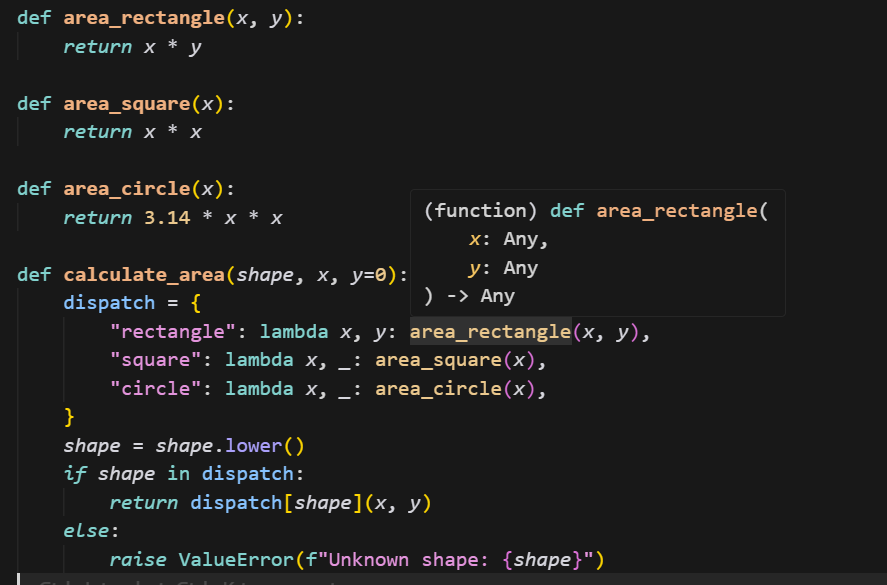 def area_rectangle(x, y):
    return x * y

def area_square(x):
    return x * x

def area_circle(x):
    return 3.14 * x * x

(function) def area_rectangle(
    x: Any,
    y: Any
) -> Any

def calculate_area(shape, x, y=0):
    dispatch = {
        "rectangle": lambda x, y: area_rectangle(x, y),
        "square": lambda x, _: area_square(x),
        "circle": lambda x, _: area_circle(x),
    }
    shape = shape.lower()
    if shape in dispatch:
        return dispatch[shape](x, y)
    else:
        raise ValueError(f"Unknown shape: {shape}")